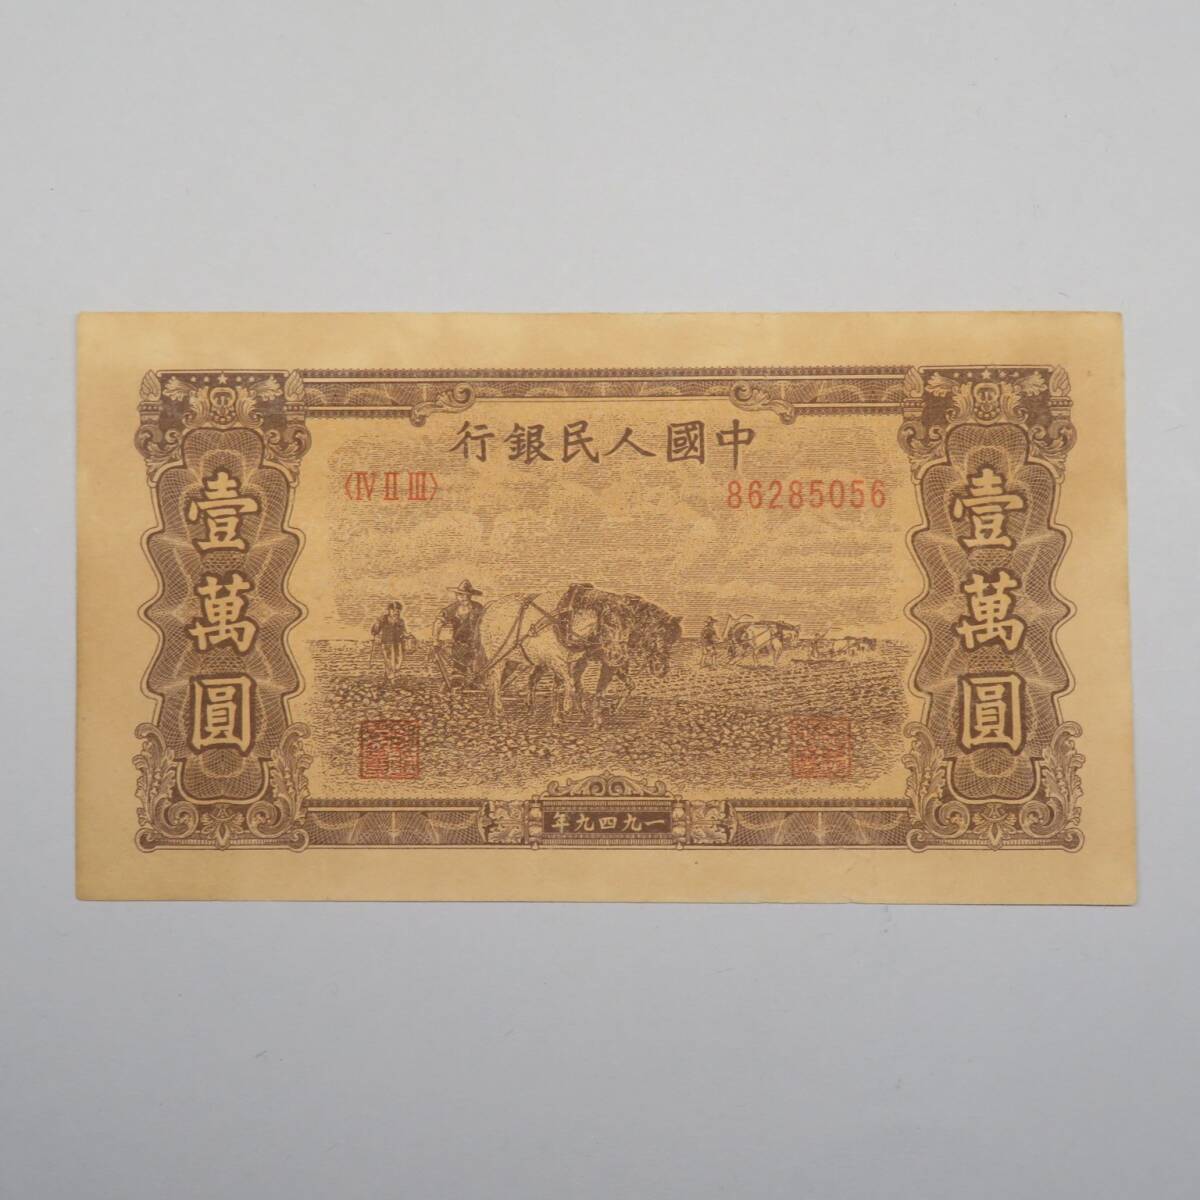 中國人民銀行
〈IV II III〉
86285056
壹萬圓
壹萬圓
一九四九年